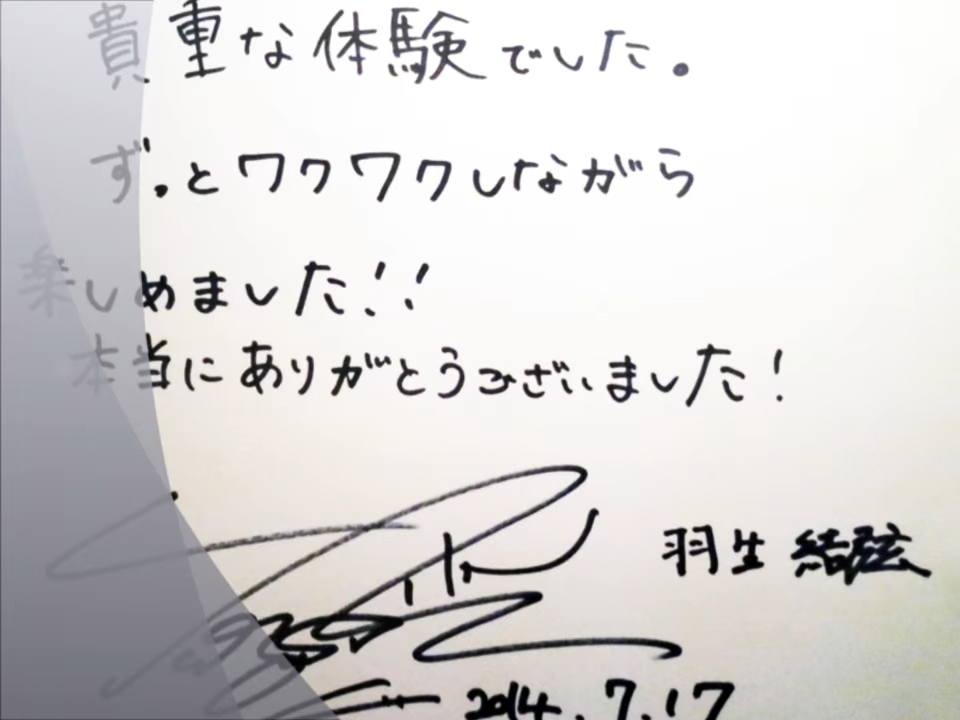 貴重な体験でした。
ずっとワクワクしながら
楽しめました!!
本当にありがとうございました!
羽生 結弦
2014.7.17